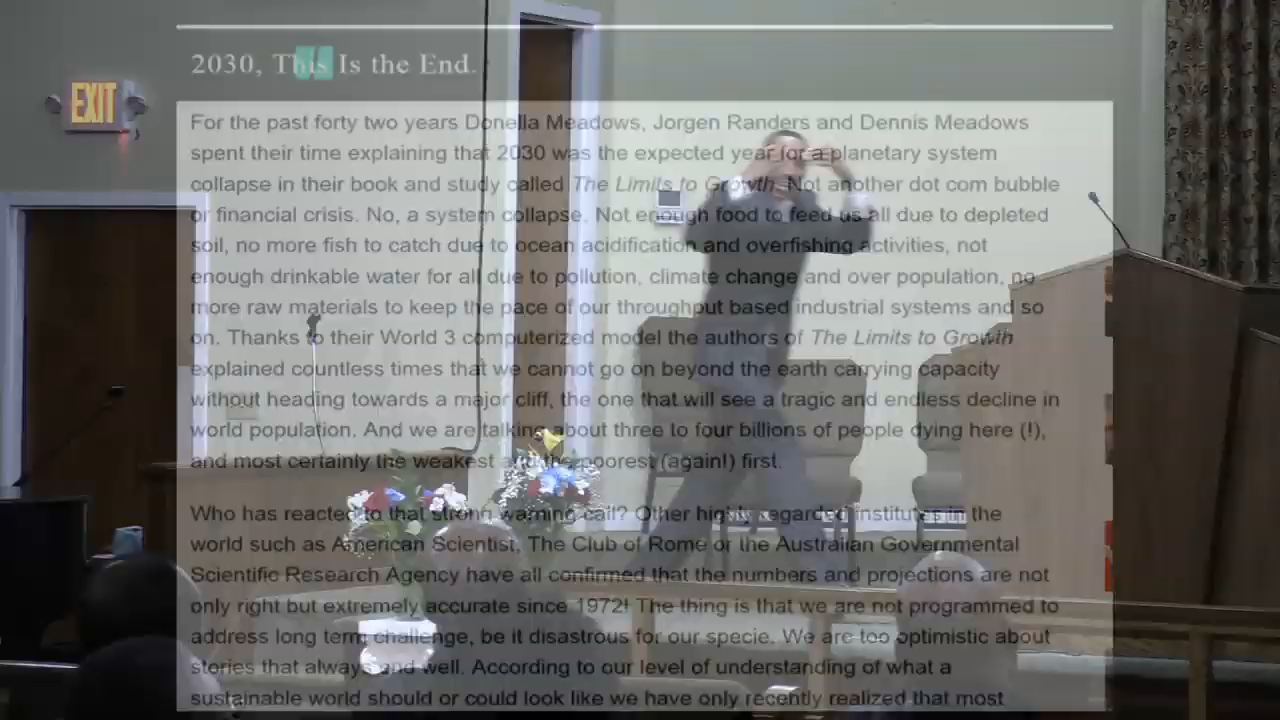 2030, This Is the End.
EXIT
For the past forty two years Donella Meadows, Jorgen Randers and Dennis Meadows
spent their time explaining that 2030 was the expected year for a planetary system
collapse in their book and study called The Limits to Growth. Not another dot com bubble
or financial crisis. No, a system collapse. Not enough food to feed us all due to depleted
soil, no more fish to catch due to ocean acidification and overfishing activities, not
enough drinkable water for all due to pollution, climate change and over population, no
more raw materials to keep the pace of our throughput based industrial systems and so
on. Thanks to their World 3 computerized model the authors of The Limits to Growth
explained countless times that we cannot go on beyond the earth carrying capacity
without heading towards a major cliff, the one that will see a tragic and endless decline in
world population. And we are talking about three to four billions of people dying here (!),
and most certainly the weakest and the poorest (again!) first.
Who has reacted to that strong warning call? Other highly regarded institutes in the
world such as American Scientist, The Club of Rome or the Australian Governmental
Scientific Research Agency have all confirmed that the numbers and projections are not
only right but extremely accurate since 1972! The thing is that we are not programmed to
address long term challenge, be it disastrous for our specie. We are too optimistic about
stories that always end well. According to our level of understanding of what a
sustainable world should or could look like we have only recently realized that most